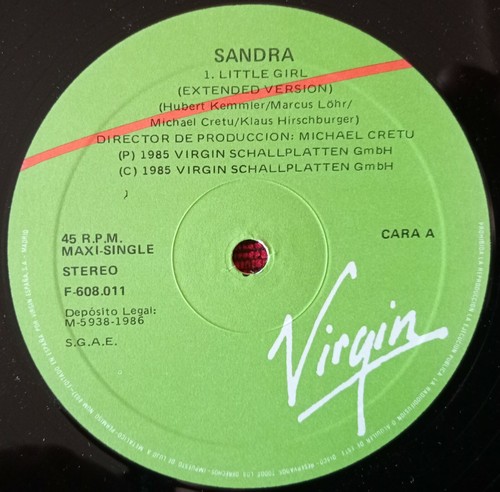 SANDRA
1. LITTLE GIRL
(EXTENDED VERSION)
(Hubert Kemmler/Marcus Löhr/
Michael Cretu/Klaus Hirschburger)
DIRECTOR DE PRODUCCION: MICHAEL CRETU
(P) 1985 VIRGIN SCHALLPLATTEN GmbH
(C) 1985 VIRGIN SCHALLPLATTEN GmbH
)
45 R.P.M.
MAXI-SINGLE
STEREO
F-608.011
CARA A
Depósito Legal:
M-5938-1986
S.G.A.E.
Virgin